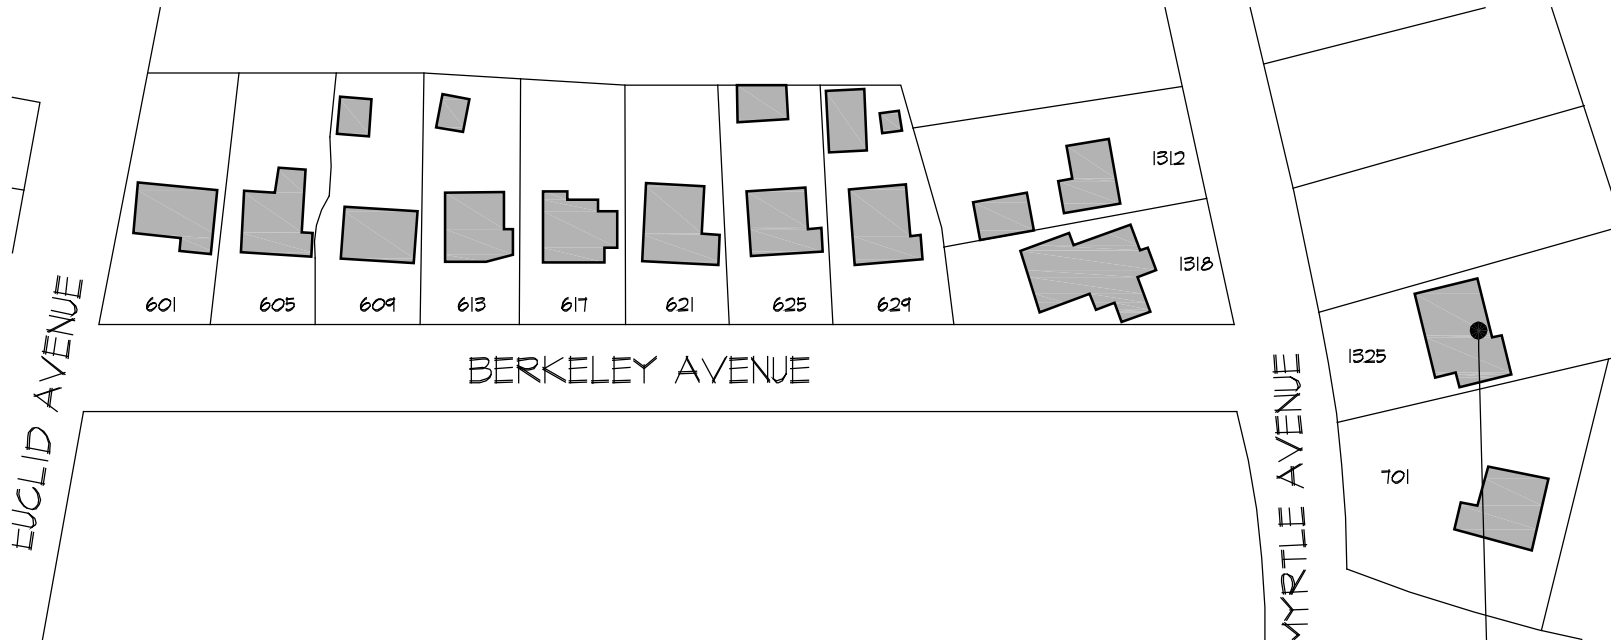 1312
1318
601 605 609 613 617 621 625 629
1325
BERKELEY AVENUE
EUCLID AVENUE
701
MYRTLE AVENUE